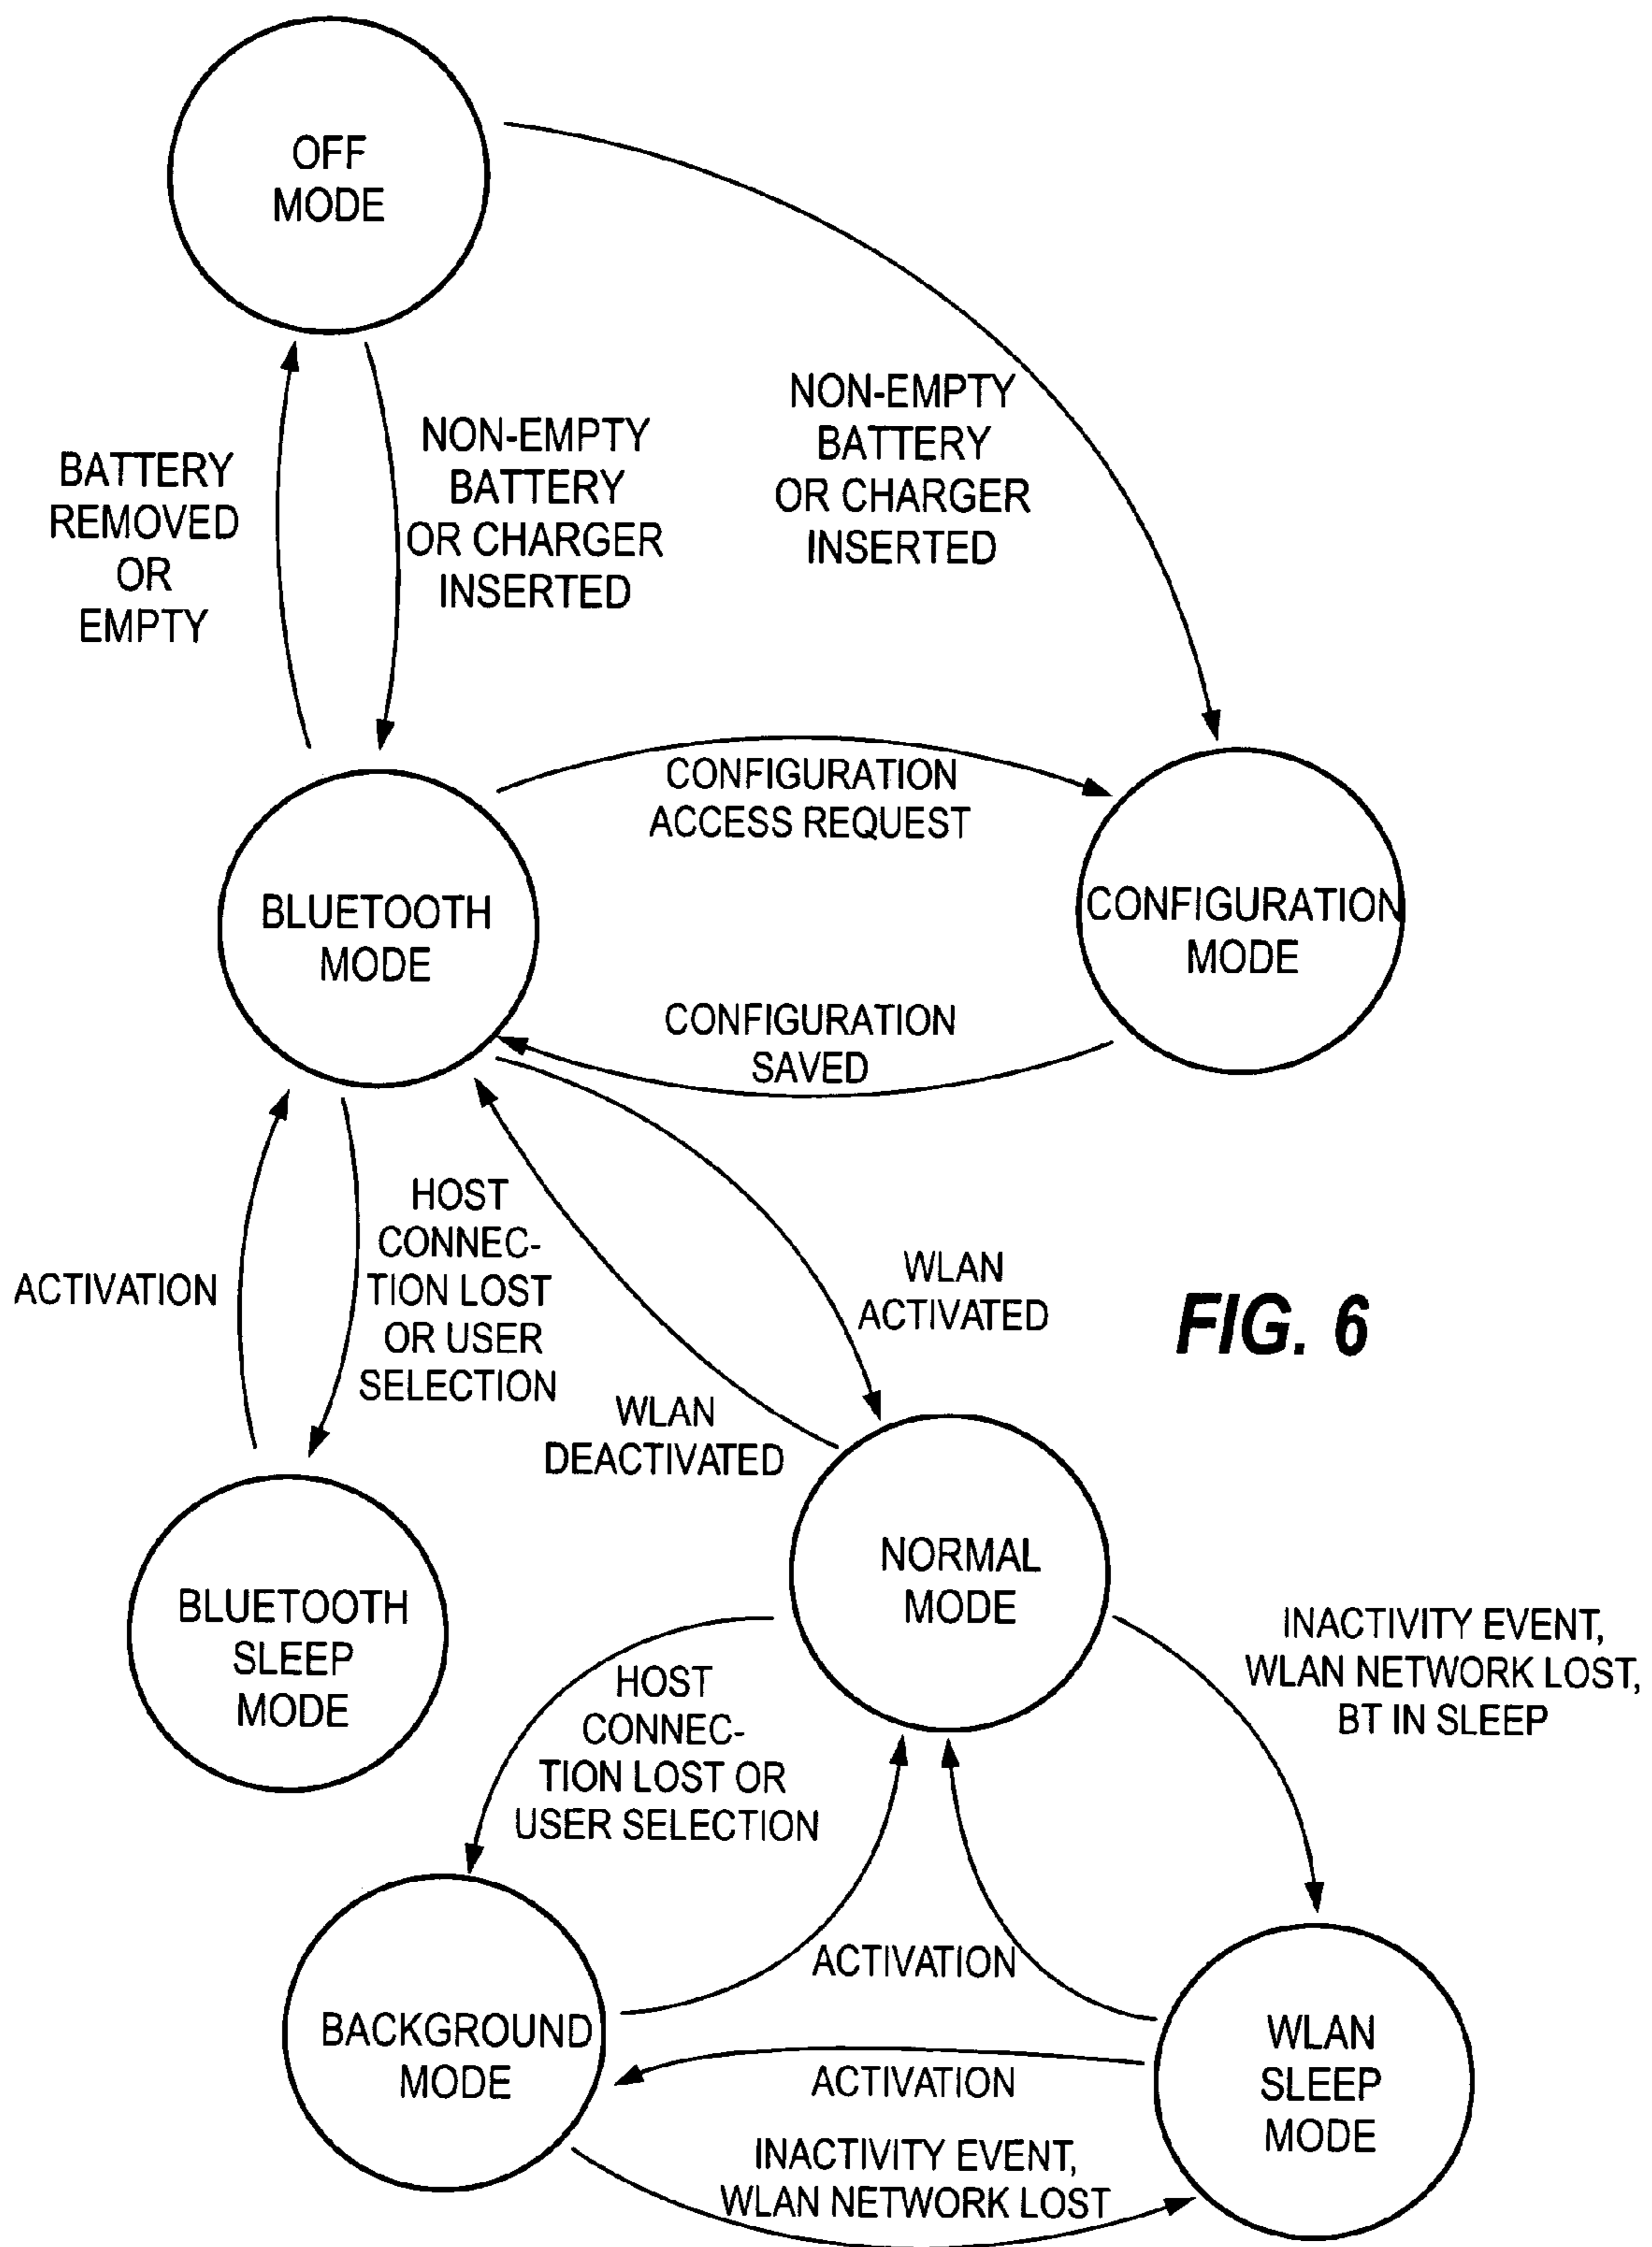 OFF
MODE
NON-EMPTY
BATTERY
OR CHARGER
INSERTED
NON-EMPTY
BATTERY
OR CHARGER
INSERTED
BATTERY
REMOVED
OR
EMPTY
CONFIGURATION
ACCESS REQUEST
BLUETOOTH
MODE
CONFIGURATION
MODE
CONFIGURATION
SAVED
HOST
CONNEC-
TION LOST
OR USER
SELECTION
ACTIVATION
WLAN
ACTIVATED
FIG. 6
WLAN
DEACTIVATED
NORMAL
MODE
BLUETOOTH
SLEEP
MODE
INACTIVITY EVENT,
WLAN NETWORK LOST,
BT IN SLEEP
HOST
CONNEC-
TION LOST OR
USER SELECTION
ACTIVATION
BACKGROUND
MODE
WLAN
SLEEP
MODE
ACTIVATION
INACTIVITY EVENT,
WLAN NETWORK LOST